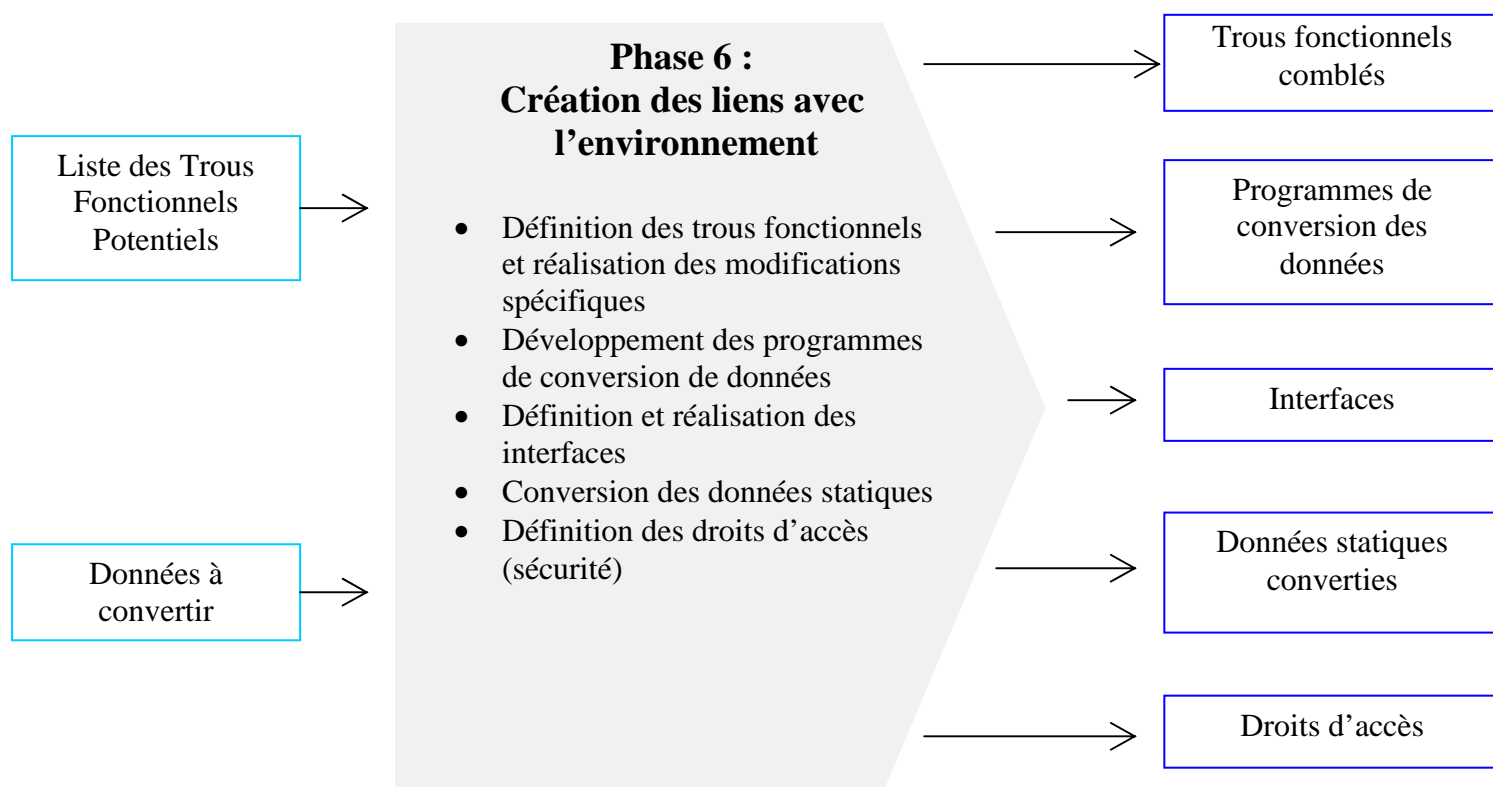 Liste des Trous
Fonctionnels
Potentiels
Données à
convertir
Phase 6 :
Création des liens avec
l’environnement
• Définition des trous fonctionnels
et réalisation des modifications
spécifiques
• Développement des programmes
de conversion de données
• Définition et réalisation des
interfaces
• Conversion des données statiques
• Définition des droits d’accès
(sécurité)
Trous fonctionnels
comblés
Programmes de
conversion des
données
Interfaces
Données statiques
converties
Droits d’accès